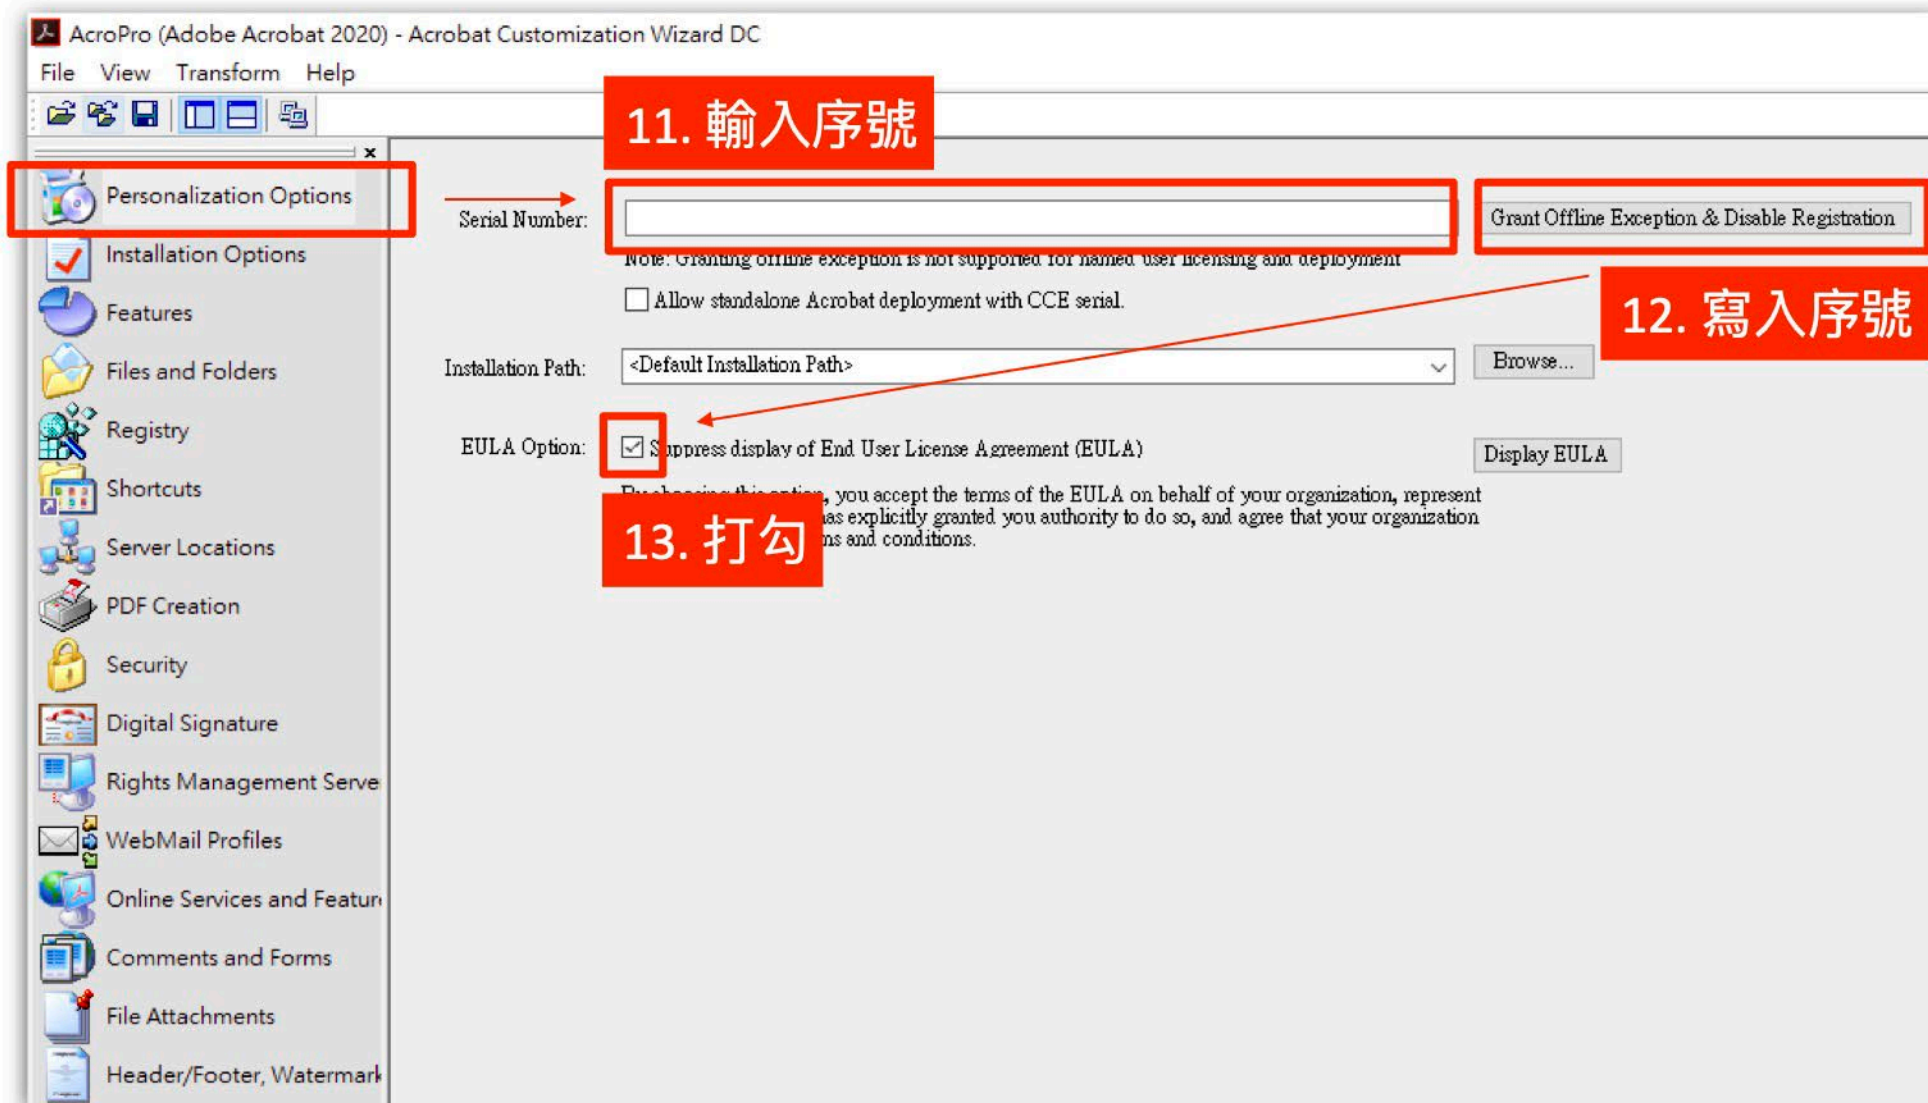 AcroPro (Adobe Acrobat 2020) - Acrobat Customization Wizard DC
File View Transform Help
11. 輸入序號
Personalization Options
Installation Options
Features
Files and Folders
Registry
Shortcuts
Server Locations
PDF Creation
Security
Digital Signature
Rights Management Serve
WebMail Profiles
Online Services and Featur
Comments and Forms
File Attachments
Header/Footer, Watermark
Serial Number:
Grant Offline Exception & Disable Registration
Note: Granting offline exception is not supported for named user licensing and deployment
Allow standalone Acrobat deployment with CCE serial.
12. 寫入序號
Installation Path:
<Default Installation Path>
Browse...
EULA Option:
Suppress display of End User License Agreement (EULA)
Display EULA
By choosing this option, you accept the terms of the EULA on behalf of your organization, represent
has explicitly granted you authority to do so, and agree that your organization
and conditions.
13. 打勾